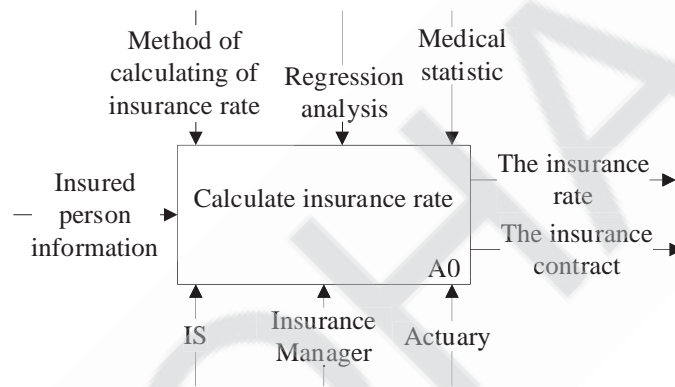 Method of
calculating of
insurance rate
Regression
analysis
Medical
statistic
Insured
person
information
Calculate insurance rate
A0
The insurance
rate
The insurance
contract
IS
Insurance
Manager
Actuary